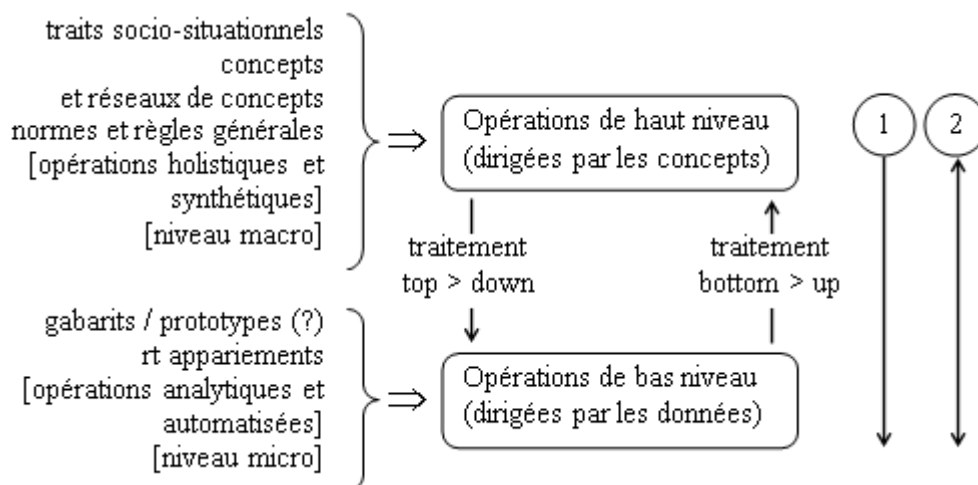 traits socio-situationnels
concepts
et réseaux de concepts
normes et règles générales
[opérations holistiques et
synthétiques]
[niveau macro]
Opérations de haut niveau
(dirigées par les concepts)
1
2
traitement
top > down
traitement
bottom > up
gabarits / prototypes (?)
rt appariements
[opérations analytiques et
automatisées]
[niveau micro]
Opérations de bas niveau
(dirigées par les données)